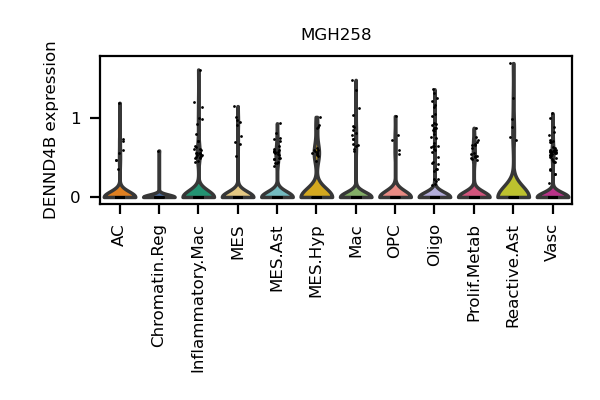 MGH258
DENND4B expression
1
0
AC
Chromatin.Reg
Inflammatory.Mac
MES
MES.Ast
MES.Hyp
Mac
OPC
Oligo
Prolif.Metab
Reactive.Ast
Vasc